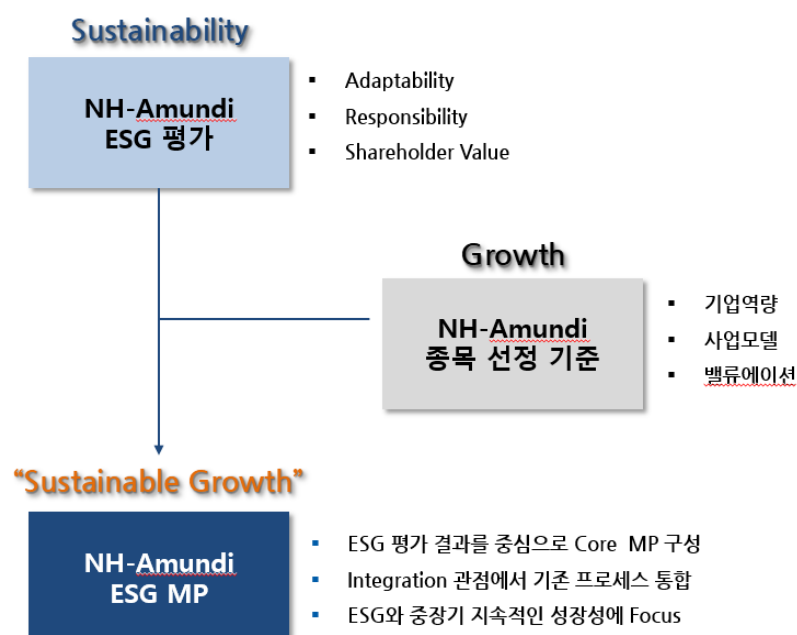 Sustainability
NH-Amundi
ESG 평가
▪ Adaptability
▪ Responsibility
▪ Shareholder Value
Growth
NH-Amundi
종목 선정 기준
▪ 기업역량
▪ 사업모델
▪ 밸류에이션
“Sustainable Growth”
NH-Amundi
ESG MP
▪ ESG 평가 결과를 중심으로 Core MP 구성
▪ Integration 관점에서 기존 프로세스 통합
▪ ESG와 중장기 지속적인 성장성에 Focus